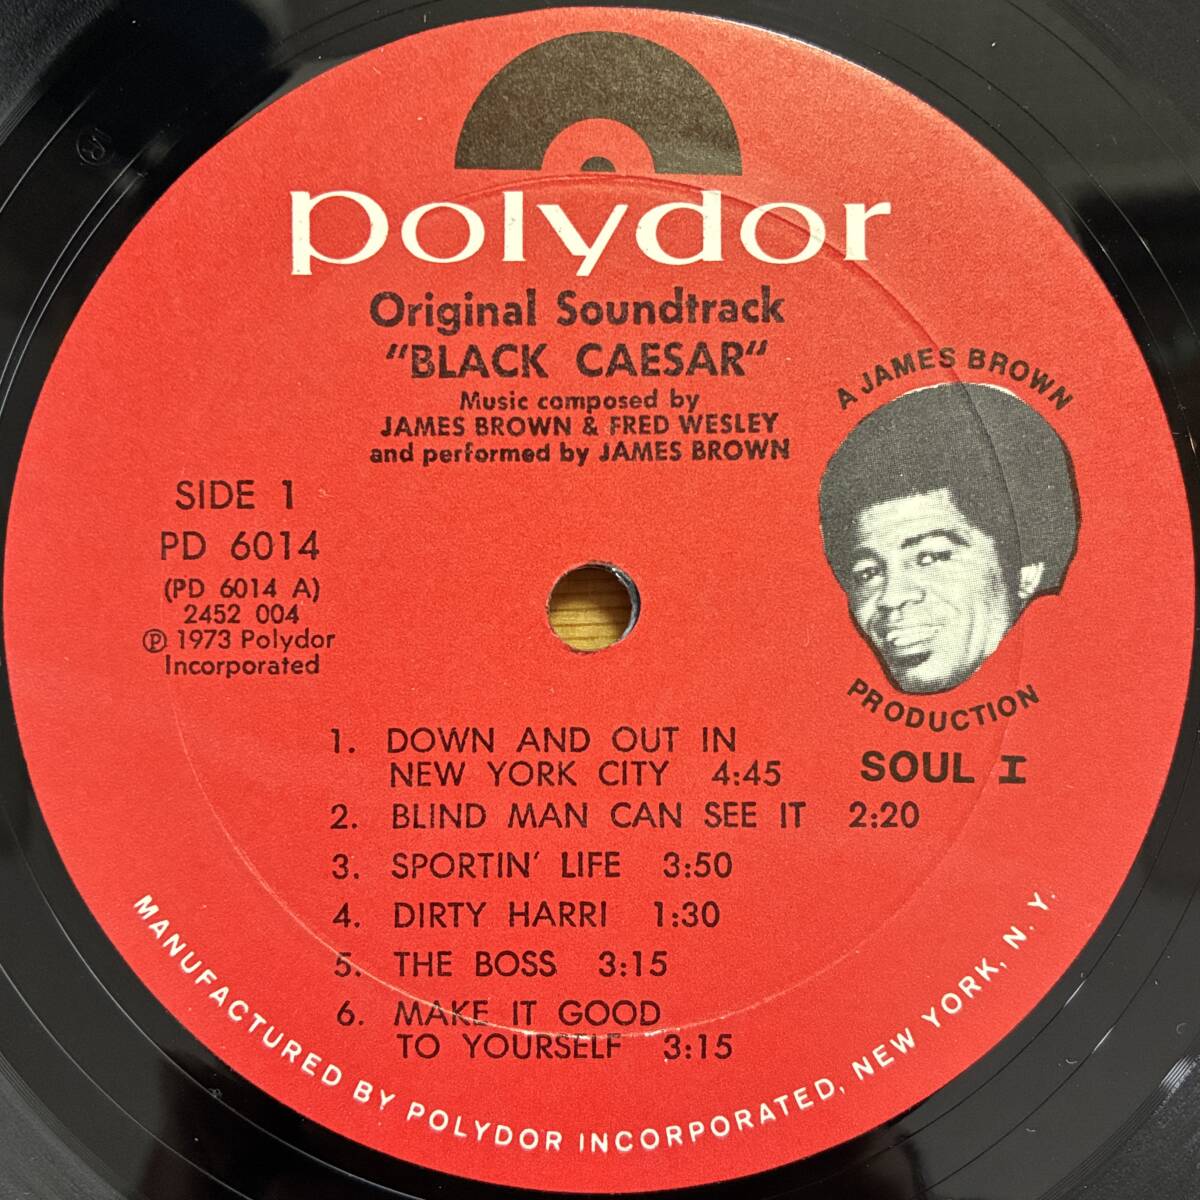 polydor
Original Soundtrack
"BLACK CAESAR"
Music composed by
JAMES BROWN & FRED WESLEY
and performed by JAMES BROWN
A JAMES BROWN
PRODUCTION
SOUL I
SIDE 1
PD 6014
(PD 6014 A)
2452 004
Ⓟ 1973 Polydor
Incorporated
1. DOWN AND OUT IN
NEW YORK CITY 4:45
2. BLIND MAN CAN SEE IT 2:20
3. SPORTIN' LIFE 3:50
4. DIRTY HARRI 1:30
5. THE BOSS 3:15
6. MAKE IT GOOD
TO YOURSELF 3:15
MANUFACTURED BY POLYDOR INCORPORATED, NEW YORK, N. Y.